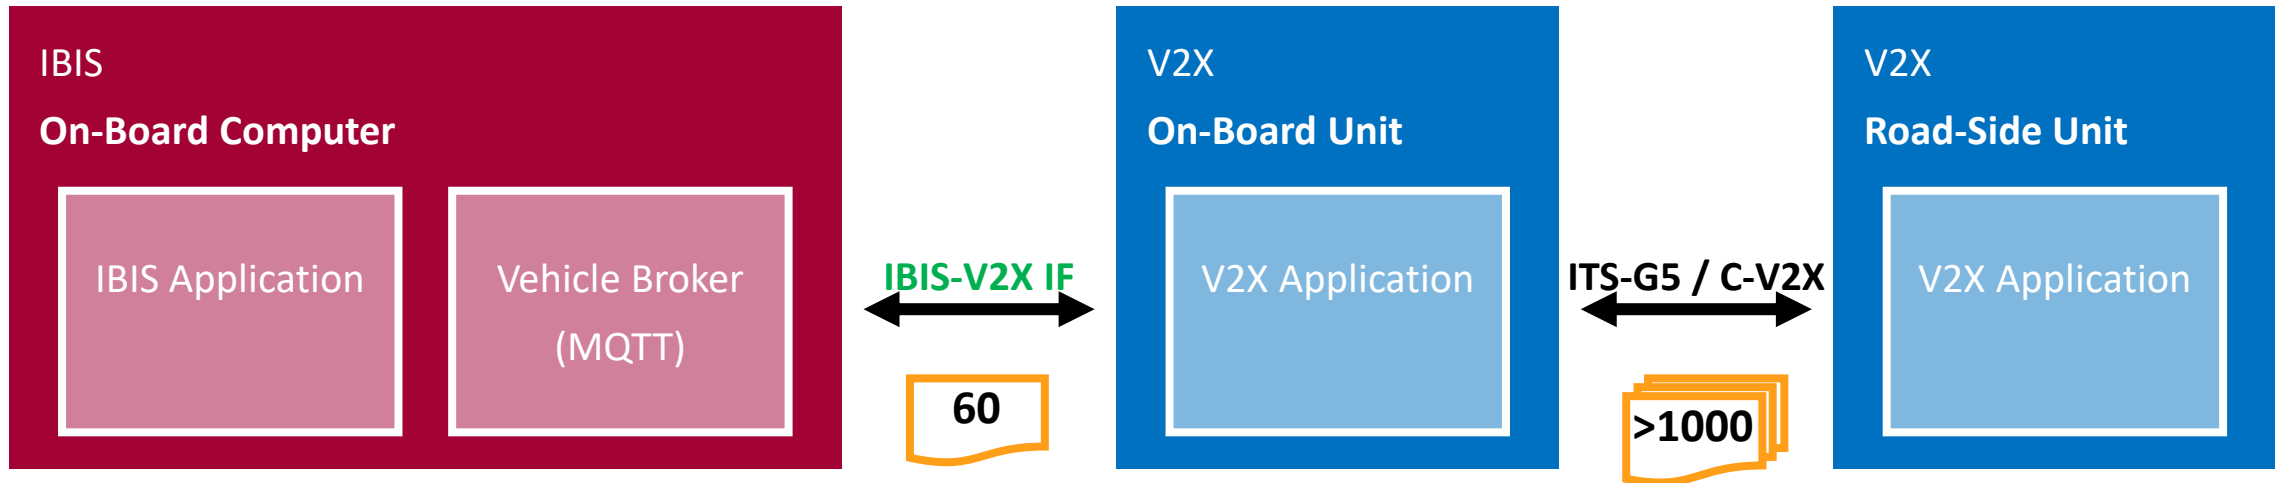 IBIS
On-Board Computer
IBIS Application
Vehicle Broker
(MQTT)
IBIS-V2X IF
60
V2X
On-Board Unit
V2X Application
ITS-G5 / C-V2X
>1000
V2X
Road-Side Unit
V2X Application